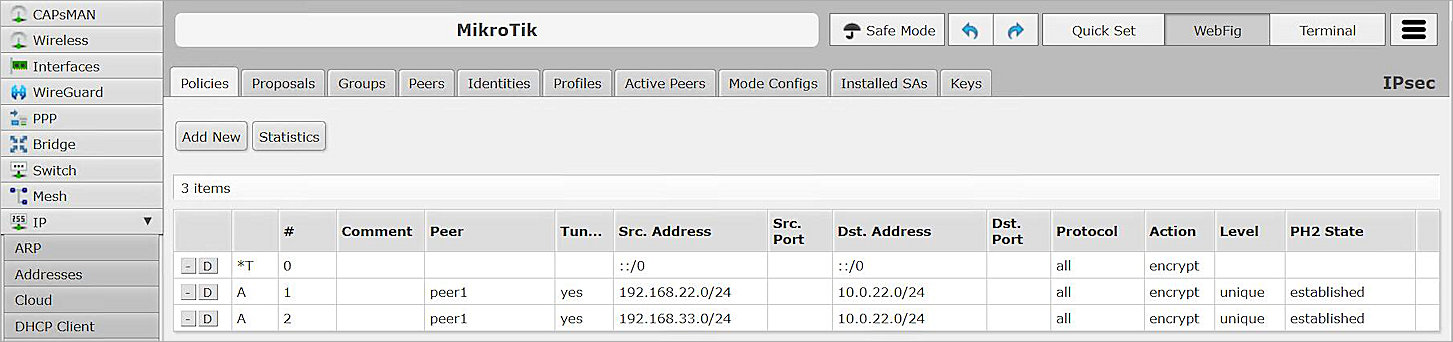 CAPsMAN
Wireless
Interfaces
WireGuard
PPP
Bridge
Switch
Mesh
IP ▼
ARP
Addresses
Cloud
DHCP Client
MikroTik
Safe Mode
Quick Set
WebFig
Terminal
Policies Proposals Groups Peers Identities Profiles Active Peers Mode Configs Installed SAs Keys
IPsec
Add New Statistics
3 items
# Comment Peer Tun... Src. Address Src. Port Dst. Address Dst. Port Protocol Action Level PH2 State
- D *T 0 ::/0 ::/0 all encrypt
- D A 1 peer1 yes 192.168.22.0/24 10.0.22.0/24 all encrypt unique established
- D A 2 peer1 yes 192.168.33.0/24 10.0.22.0/24 all encrypt unique established